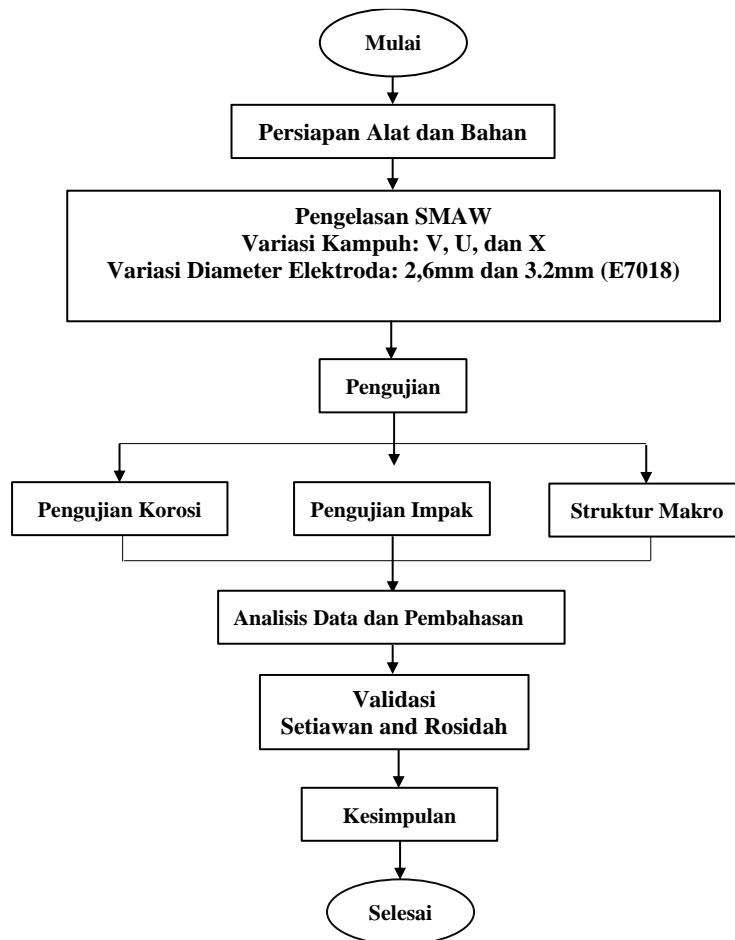 Mulai
Persiapan Alat dan Bahan
Pengelasan SMAW
Variasi Kampuh: V, U, dan X
Variasi Diameter Elektroda: 2,6mm dan 3.2mm (E7018)
Pengujian
Pengujian Korosi
Pengujian Impak
Struktur Makro
Analisis Data dan Pembahasan
Validasi
Setiawan and Rosidah
Kesimpulan
Selesai